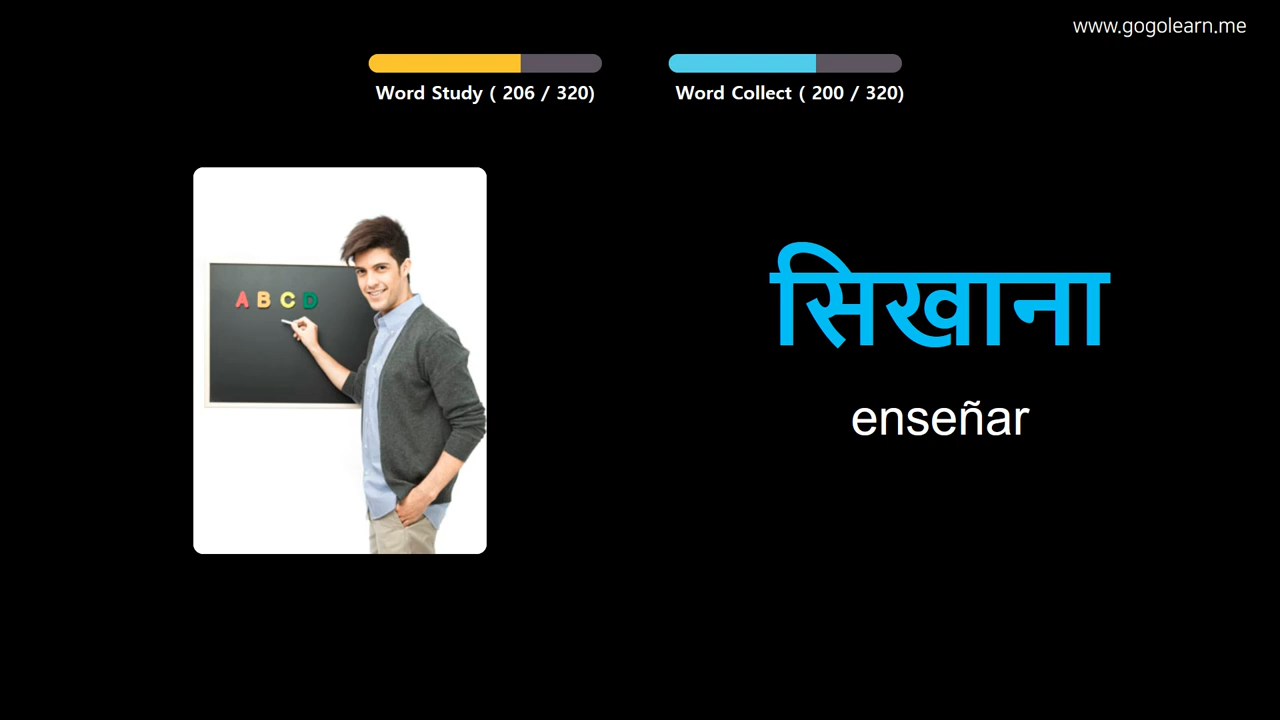 www.gogolearn.me
Word Study ( 206 / 320)
Word Collect ( 200 / 320)
A B C D
सिखाना
enseñar